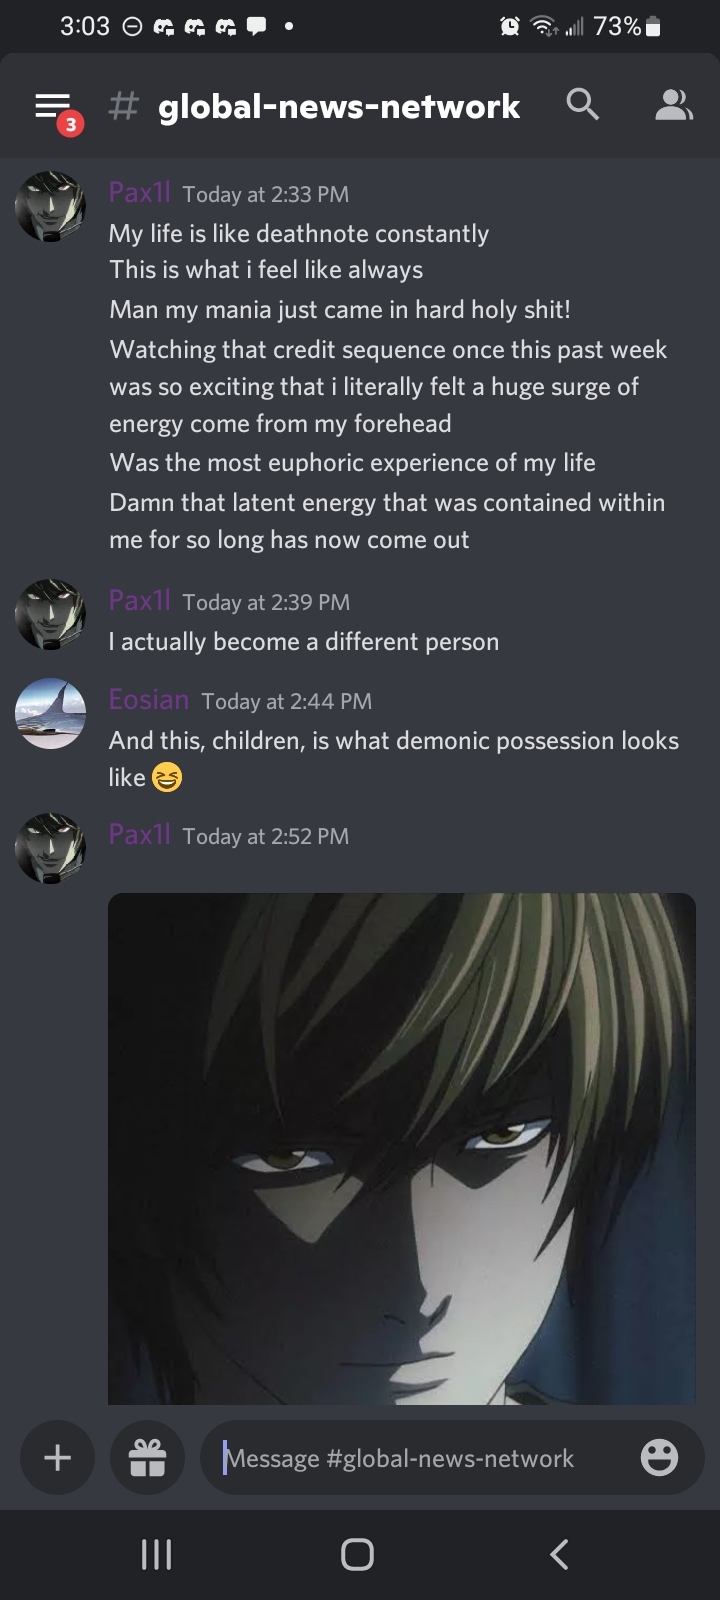 3:03 73%
3
# global-news-network
Pax1l Today at 2:33 PM
My life is like deathnote constantly
This is what i feel like always
Man my mania just came in hard holy shit!
Watching that credit sequence once this past week
was so exciting that i literally felt a huge surge of
energy come from my forehead
Was the most euphoric experience of my life
Damn that latent energy that was contained within
me for so long has now come out
Pax1l Today at 2:39 PM
I actually become a different person
Eosian Today at 2:44 PM
And this, children, is what demonic possession looks
like 😆
Pax1l Today at 2:52 PM
Message #global-news-network